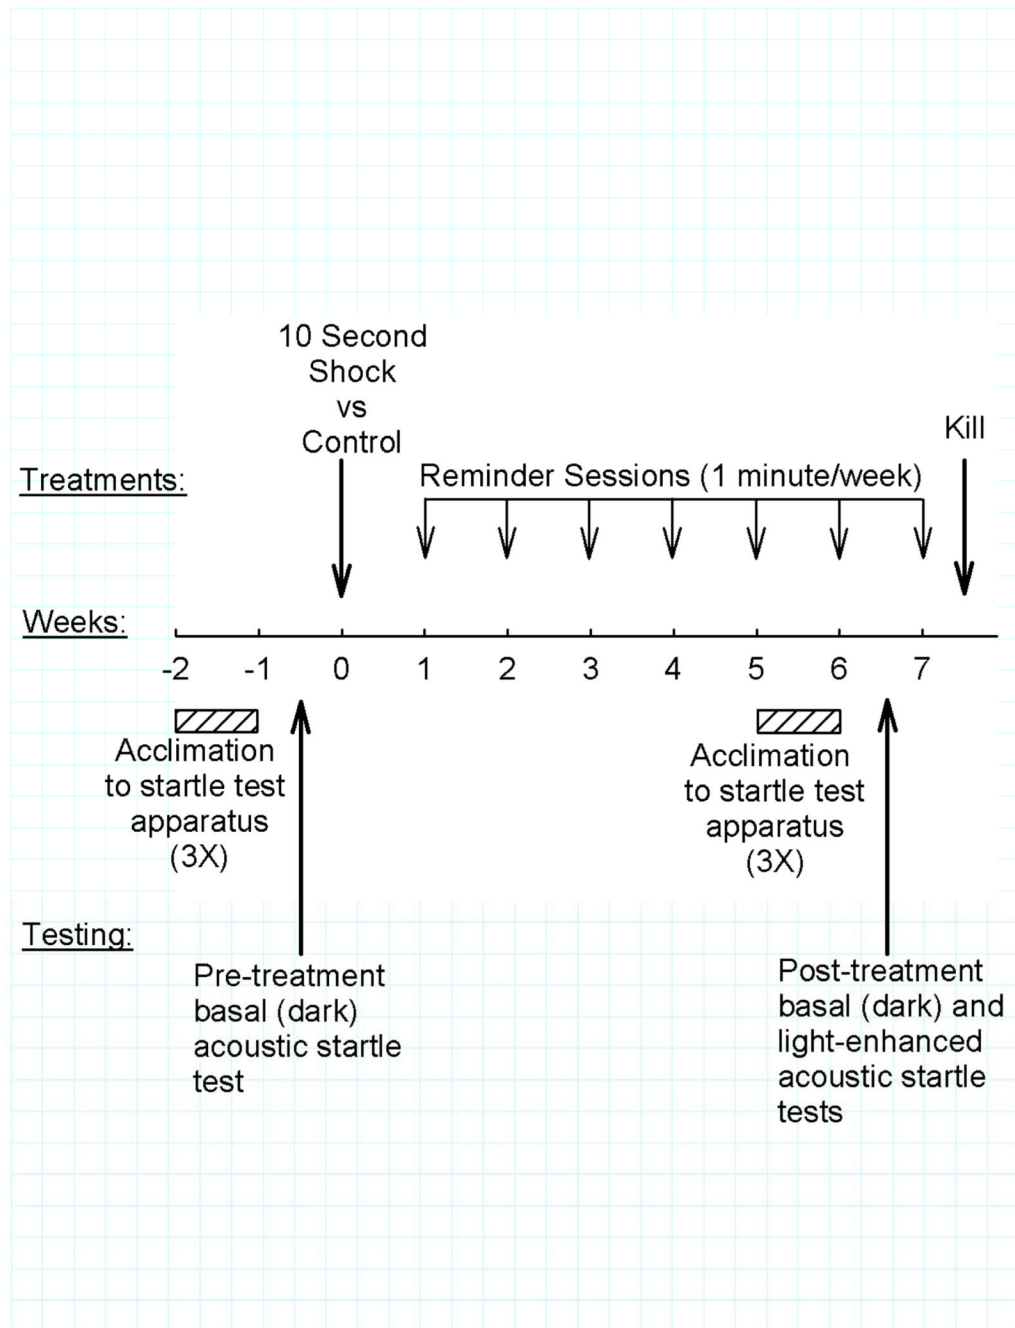 10 Second
Shock
vs
Control
Kill
Treatments:
Reminder Sessions (1 minute/week)
Weeks:
-2 -1 0 1 2 3 4 5 6 7
Acclimation
to startle test
apparatus
(3X)
Acclimation
to startle test
apparatus
(3X)
Testing:
Pre-treatment
basal (dark)
acoustic startle
test
Post-treatment
basal (dark) and
light-enhanced
acoustic startle
tests